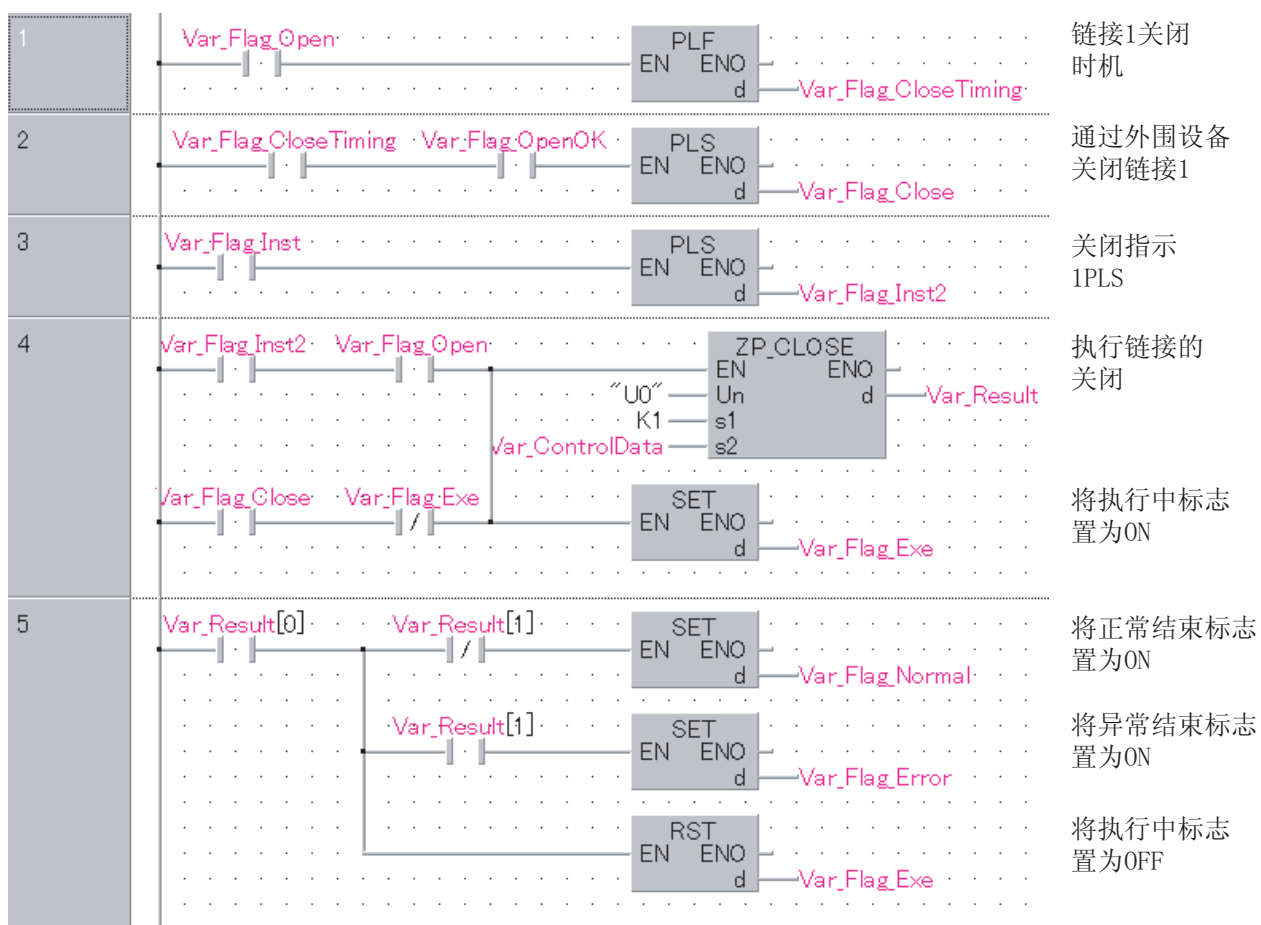 1
Var_Flag_Open
PLF
EN ENO
d
Var_Flag_CloseTiming
链接1关闭
时机
2
Var_Flag_CloseTiming Var_Flag_OpenOK
PLS
EN ENO
d
Var_Flag_Close
通过外围设备
关闭链接1
3
Var_Flag_Inst
PLS
EN ENO
d
Var_Flag_Inst2
关闭指示
1PLS
4
Var_Flag_Inst2 Var_Flag_Open
ZP_CLOSE
EN ENO
"U0" Un d Var_Result
K1 s1
Var_ControlData s2
执行链接的
关闭
Var_Flag_Close Var_Flag_Exe
SET
EN ENO
d
Var_Flag_Exe
将执行中标志
置为ON
5
Var_Result[0] Var_Result[1]
SET
EN ENO
d
Var_Flag_Normal
将正常结束标志
置为ON
Var_Result[1]
SET
EN ENO
d
Var_Flag_Error
将异常结束标志
置为ON
RST
EN ENO
d
Var_Flag_Exe
将执行中标志
置为OFF